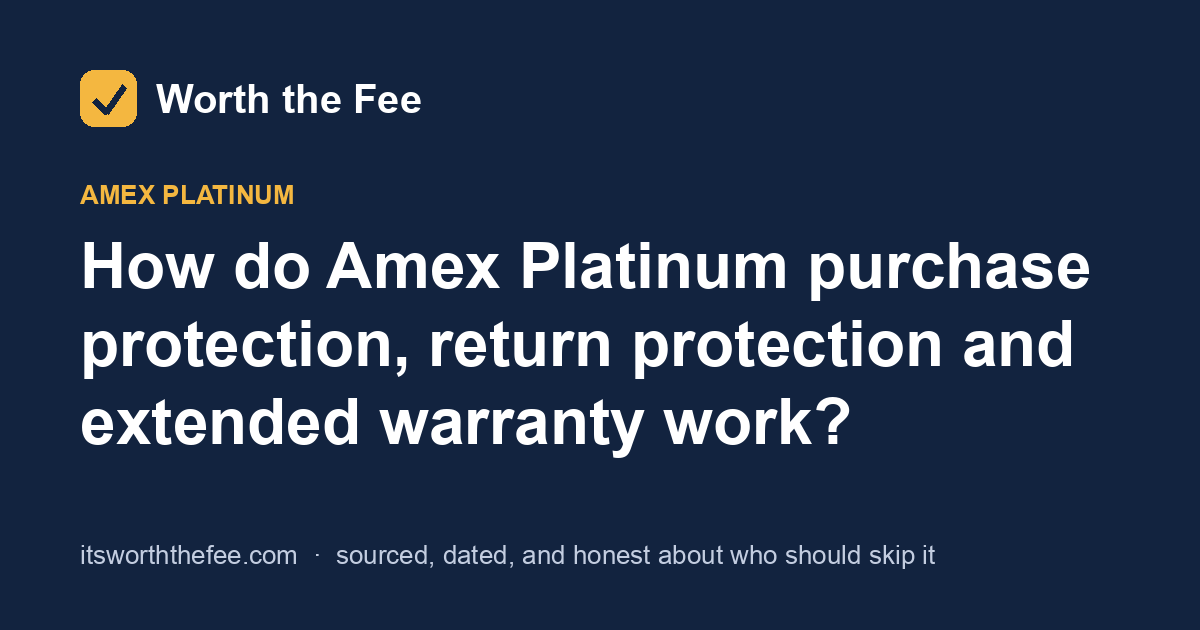 Worth the Fee
AMEX PLATINUM
How do Amex Platinum purchase
protection, return protection and
extended warranty work?
itsworththefee.com · sourced, dated, and honest about who should skip it